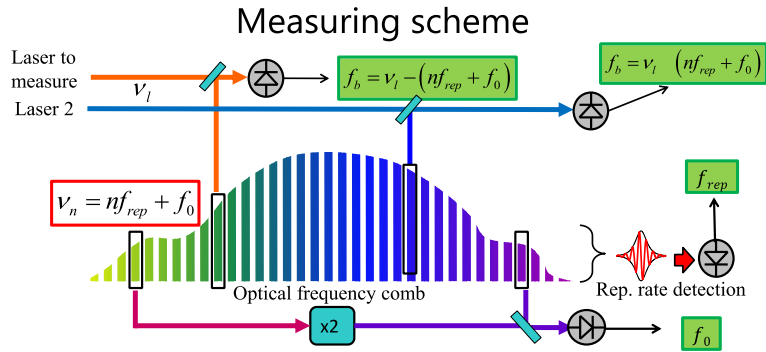 Measuring scheme
Laser to
measure
ν_l
f_b = ν_l − (nf_rep + f_0)
f_b = ν_l (nf_rep + f_0)
Laser 2
ν_n = nf_rep + f_0
f_rep
Optical frequency comb
Rep. rate detection
x2
f_0